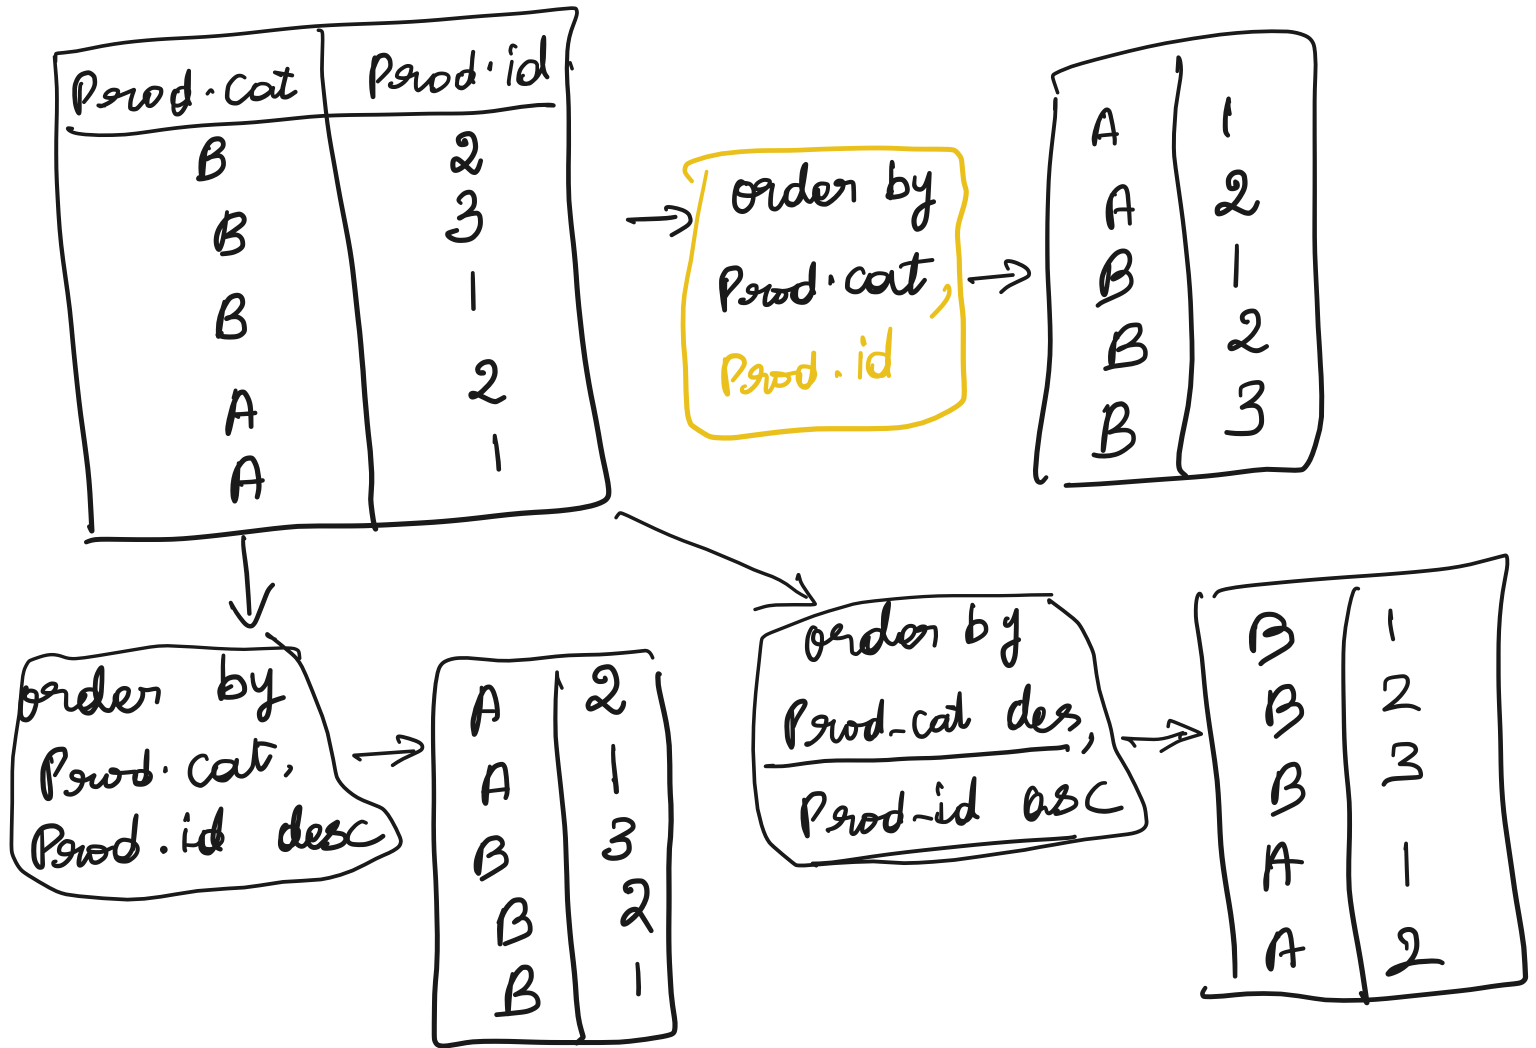 Prod.cat Prod.id
B 2
B 3
B 1
A 2
A 1
order by
Prod.cat,
Prod.id
A 1
A 2
B 1
B 2
B 3
order by
Prod.cat,
Prod.id desc
A 2
A 1
B 3
B 2
B 1
order by
Prod_cat des,
Prod_id asc
B 1
B 2
B 3
A 1
A 2